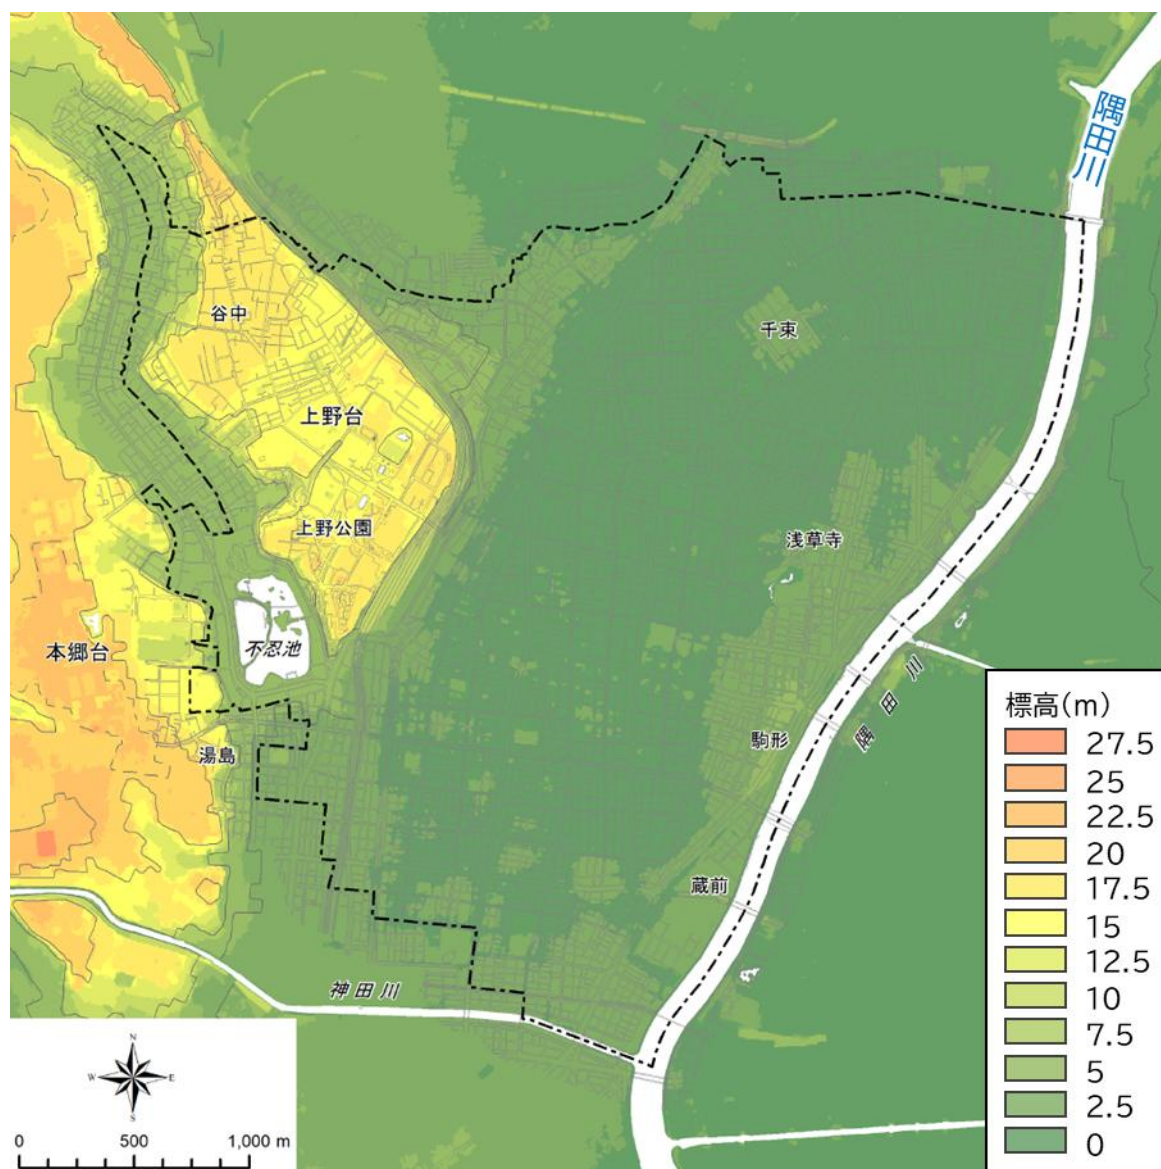 隅田川
谷中
千束
上野台
上野公園
浅草寺
不忍池
本郷台
隅田川
駒形
湯島
蔵前
神田川
標高(m)
27.5
25
22.5
20
17.5
15
12.5
10
7.5
5
2.5
0
N
W E
S
0 500 1,000 m